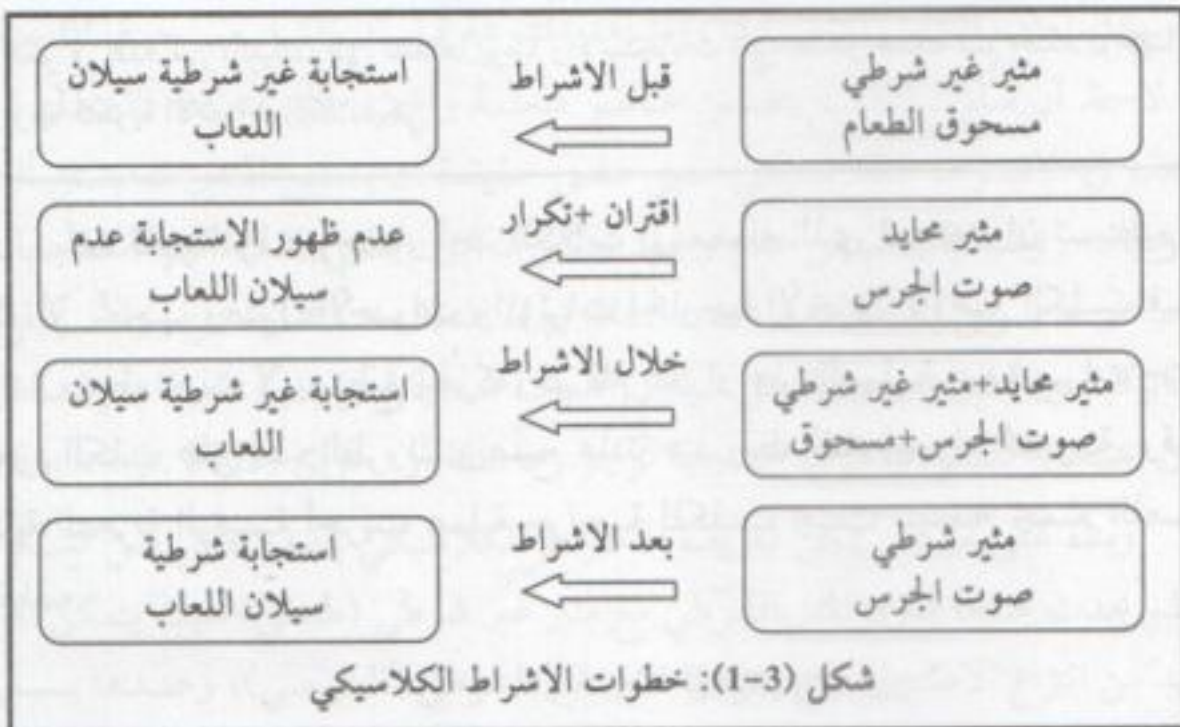 مثير غير شرطي
مسحوق الطعام
قبل الاشراط
استجابة غير شرطية سيلان
اللعاب
مثير محايد
صوت الجرس
اقتران +تكرار
عدم ظهور الاستجابة عدم
سيلان اللعاب
مثير محايد+مثير غير شرطي
صوت الجرس+مسحوق
خلال الاشراط
استجابة غير شرطية سيلان
اللعاب
مثير شرطي
صوت الجرس
بعد الاشراط
استجابة شرطية
سيلان اللعاب
شكل (3-1): خطوات الاشراط الكلاسيكي